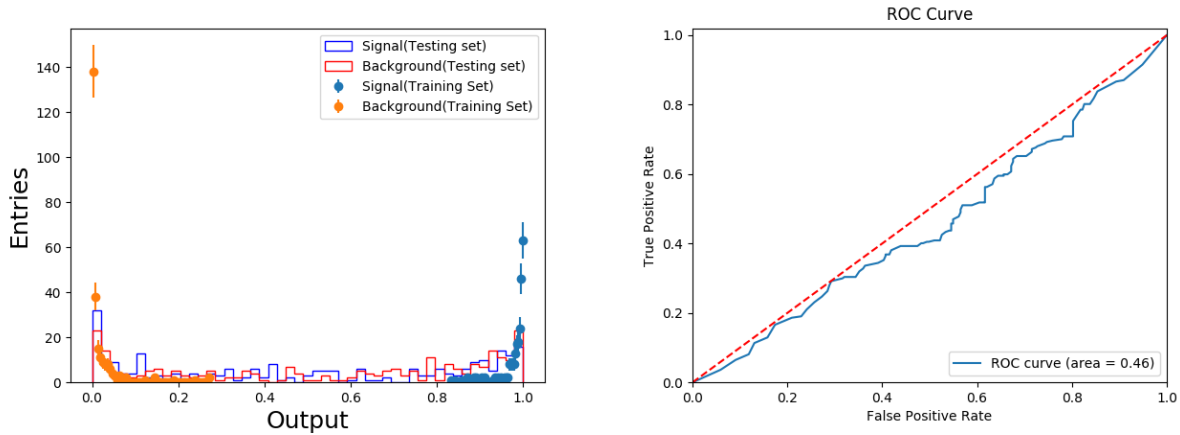 Signal(Testing set)
Background(Testing set)
Signal(Training Set)
Background(Training Set)
140
120
100
80
60
40
20
0
Entries
0.0 0.2 0.4 0.6 0.8 1.0
Output
ROC Curve
1.0
0.8
0.6
0.4
0.2
0.0
True Positive Rate
ROC curve (area = 0.46)
0.0 0.2 0.4 0.6 0.8 1.0
False Positive Rate